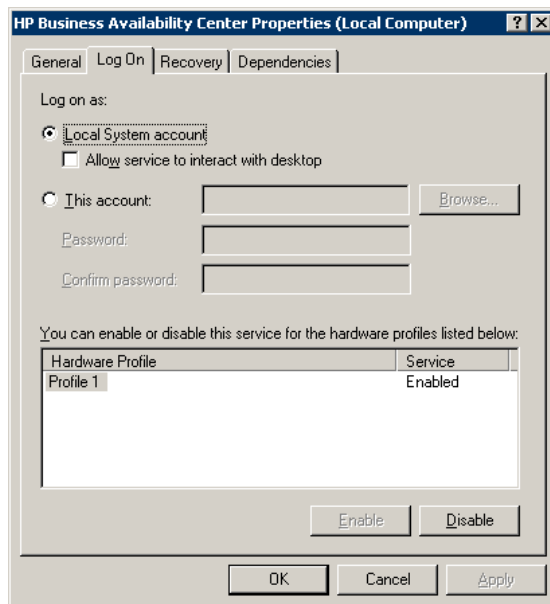 HP Business Availability Center Properties (Local Computer)
General Log On Recovery Dependencies
Log on as:
Local System account
Allow service to interact with desktop
This account: Browse...
Password:
Confirm password:
You can enable or disable this service for the hardware profiles listed below:
Hardware Profile Service
Profile 1 Enabled
Enable Disable
OK Cancel Apply